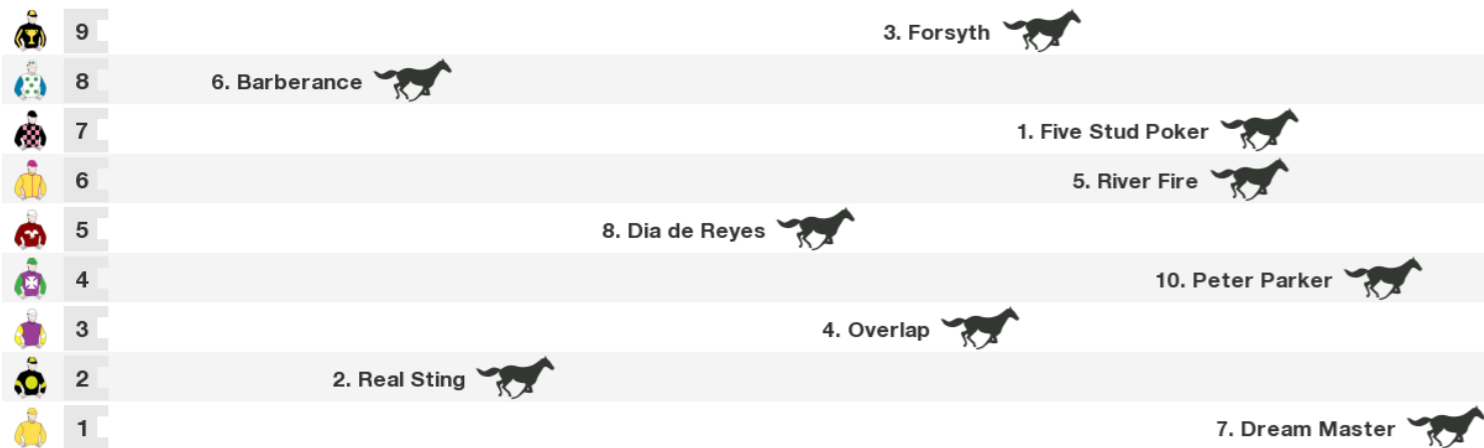 9 3. Forsyth
8 6. Barberance
7 1. Five Stud Poker
6 5. River Fire
5 8. Dia de Reyes
4 10. Peter Parker
3 4. Overlap
2 2. Real Sting
1 7. Dream Master